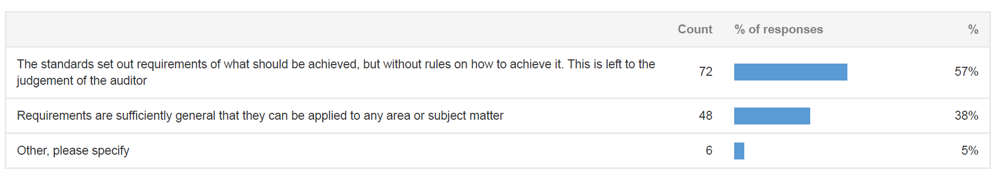 Count % of responses %
The standards set out requirements of what should be achieved, but without rules on how to achieve it. This is left to the
judgement of the auditor
72 57%
Requirements are sufficiently general that they can be applied to any area or subject matter 48 38%
Other, please specify 6 5%